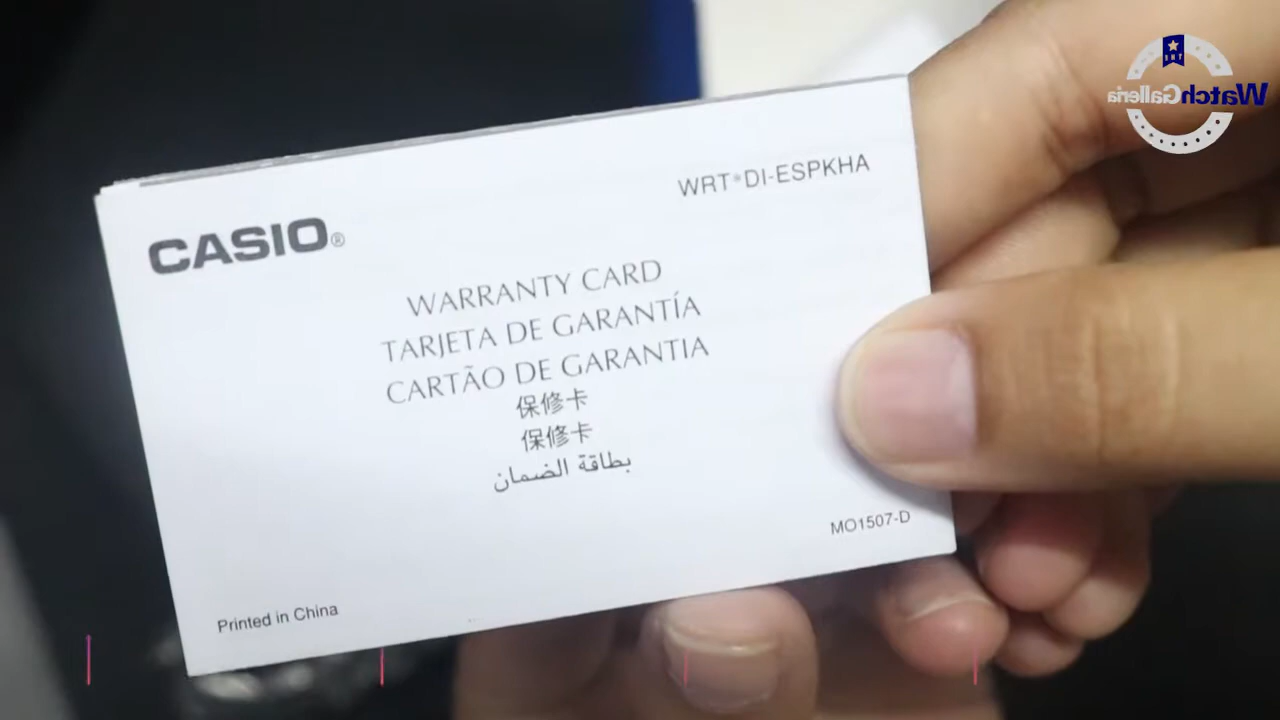 WRT*DI-ESPKHA
CASIO®
WARRANTY CARD
TARJETA DE GARANTÍA
CARTÃO DE GARANTIA
保修卡
保修卡
بطاقة الضمان
MO1507-D
Printed in China
THE
WatchGalleria